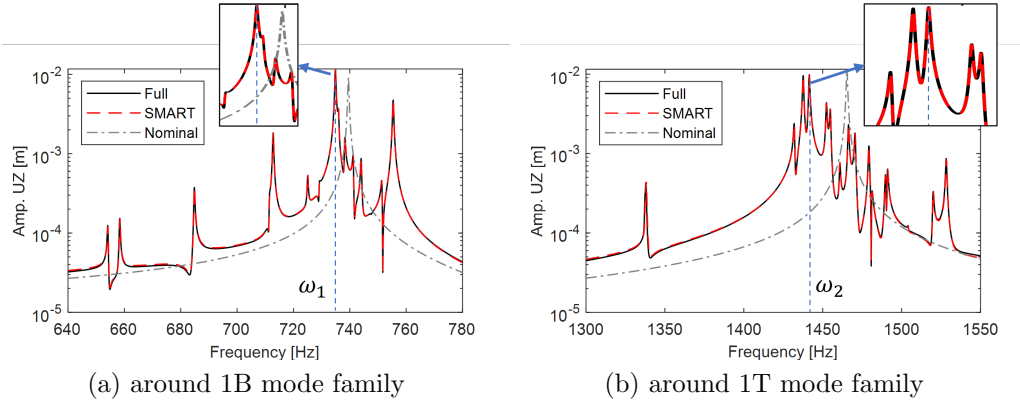 Full
SMART
Nominal
10-2
10-3
10-4
10-5
Amp. UZ [m]
ω1
640
660
680
700
720
740
760
780
Frequency [Hz]
(a) around 1B mode family
Full
SMART
Nominal
10-2
10-3
10-4
10-5
Amp. UZ [m]
ω2
1300
1350
1400
1450
1500
1550
Frequency [Hz]
(b) around 1T mode family